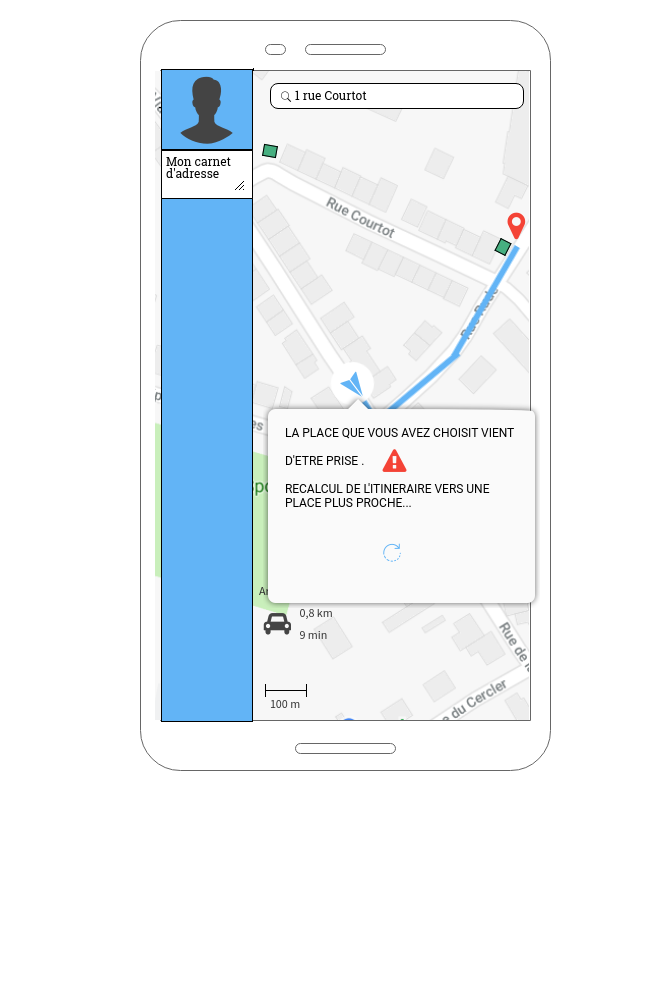 1 rue Courtot
Mon carnet
d'adresse
Rue Courtot
LA PLACE QUE VOUS AVEZ CHOISIT VIENT
D'ETRE PRISE .
RECALCUL DE L'ITINERAIRE VERS UNE
PLACE PLUS PROCHE...
0,8 km
9 min
100 m
Rue de
du Cercler